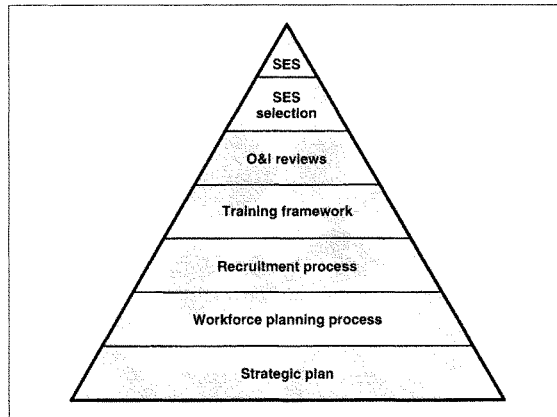 SES
SES
selection
O&I reviews
Training framework
Recruitment process
Workforce planning process
Strategic plan